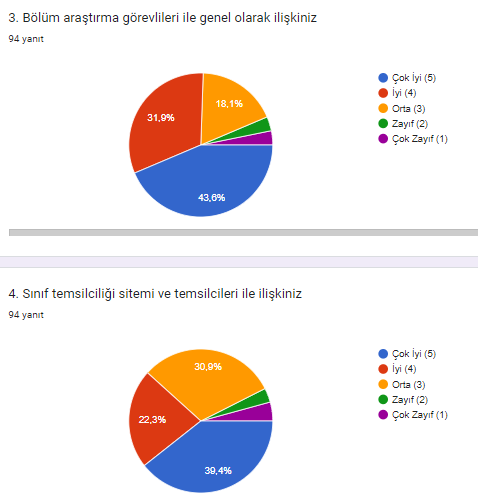 3. Bölüm araştırma görevlileri ile genel olarak ilişkiniz
94 yanıt
Çok İyi (5)
İyi (4)
Orta (3)
Zayıf (2)
Çok Zayıf (1)
18,1%
31,9%
43,6%
4. Sınıf temsilciliği sitemi ve temsilcileri ile ilişkiniz
94 yanıt
Çok İyi (5)
İyi (4)
Orta (3)
Zayıf (2)
Çok Zayıf (1)
30,9%
22,3%
39,4%